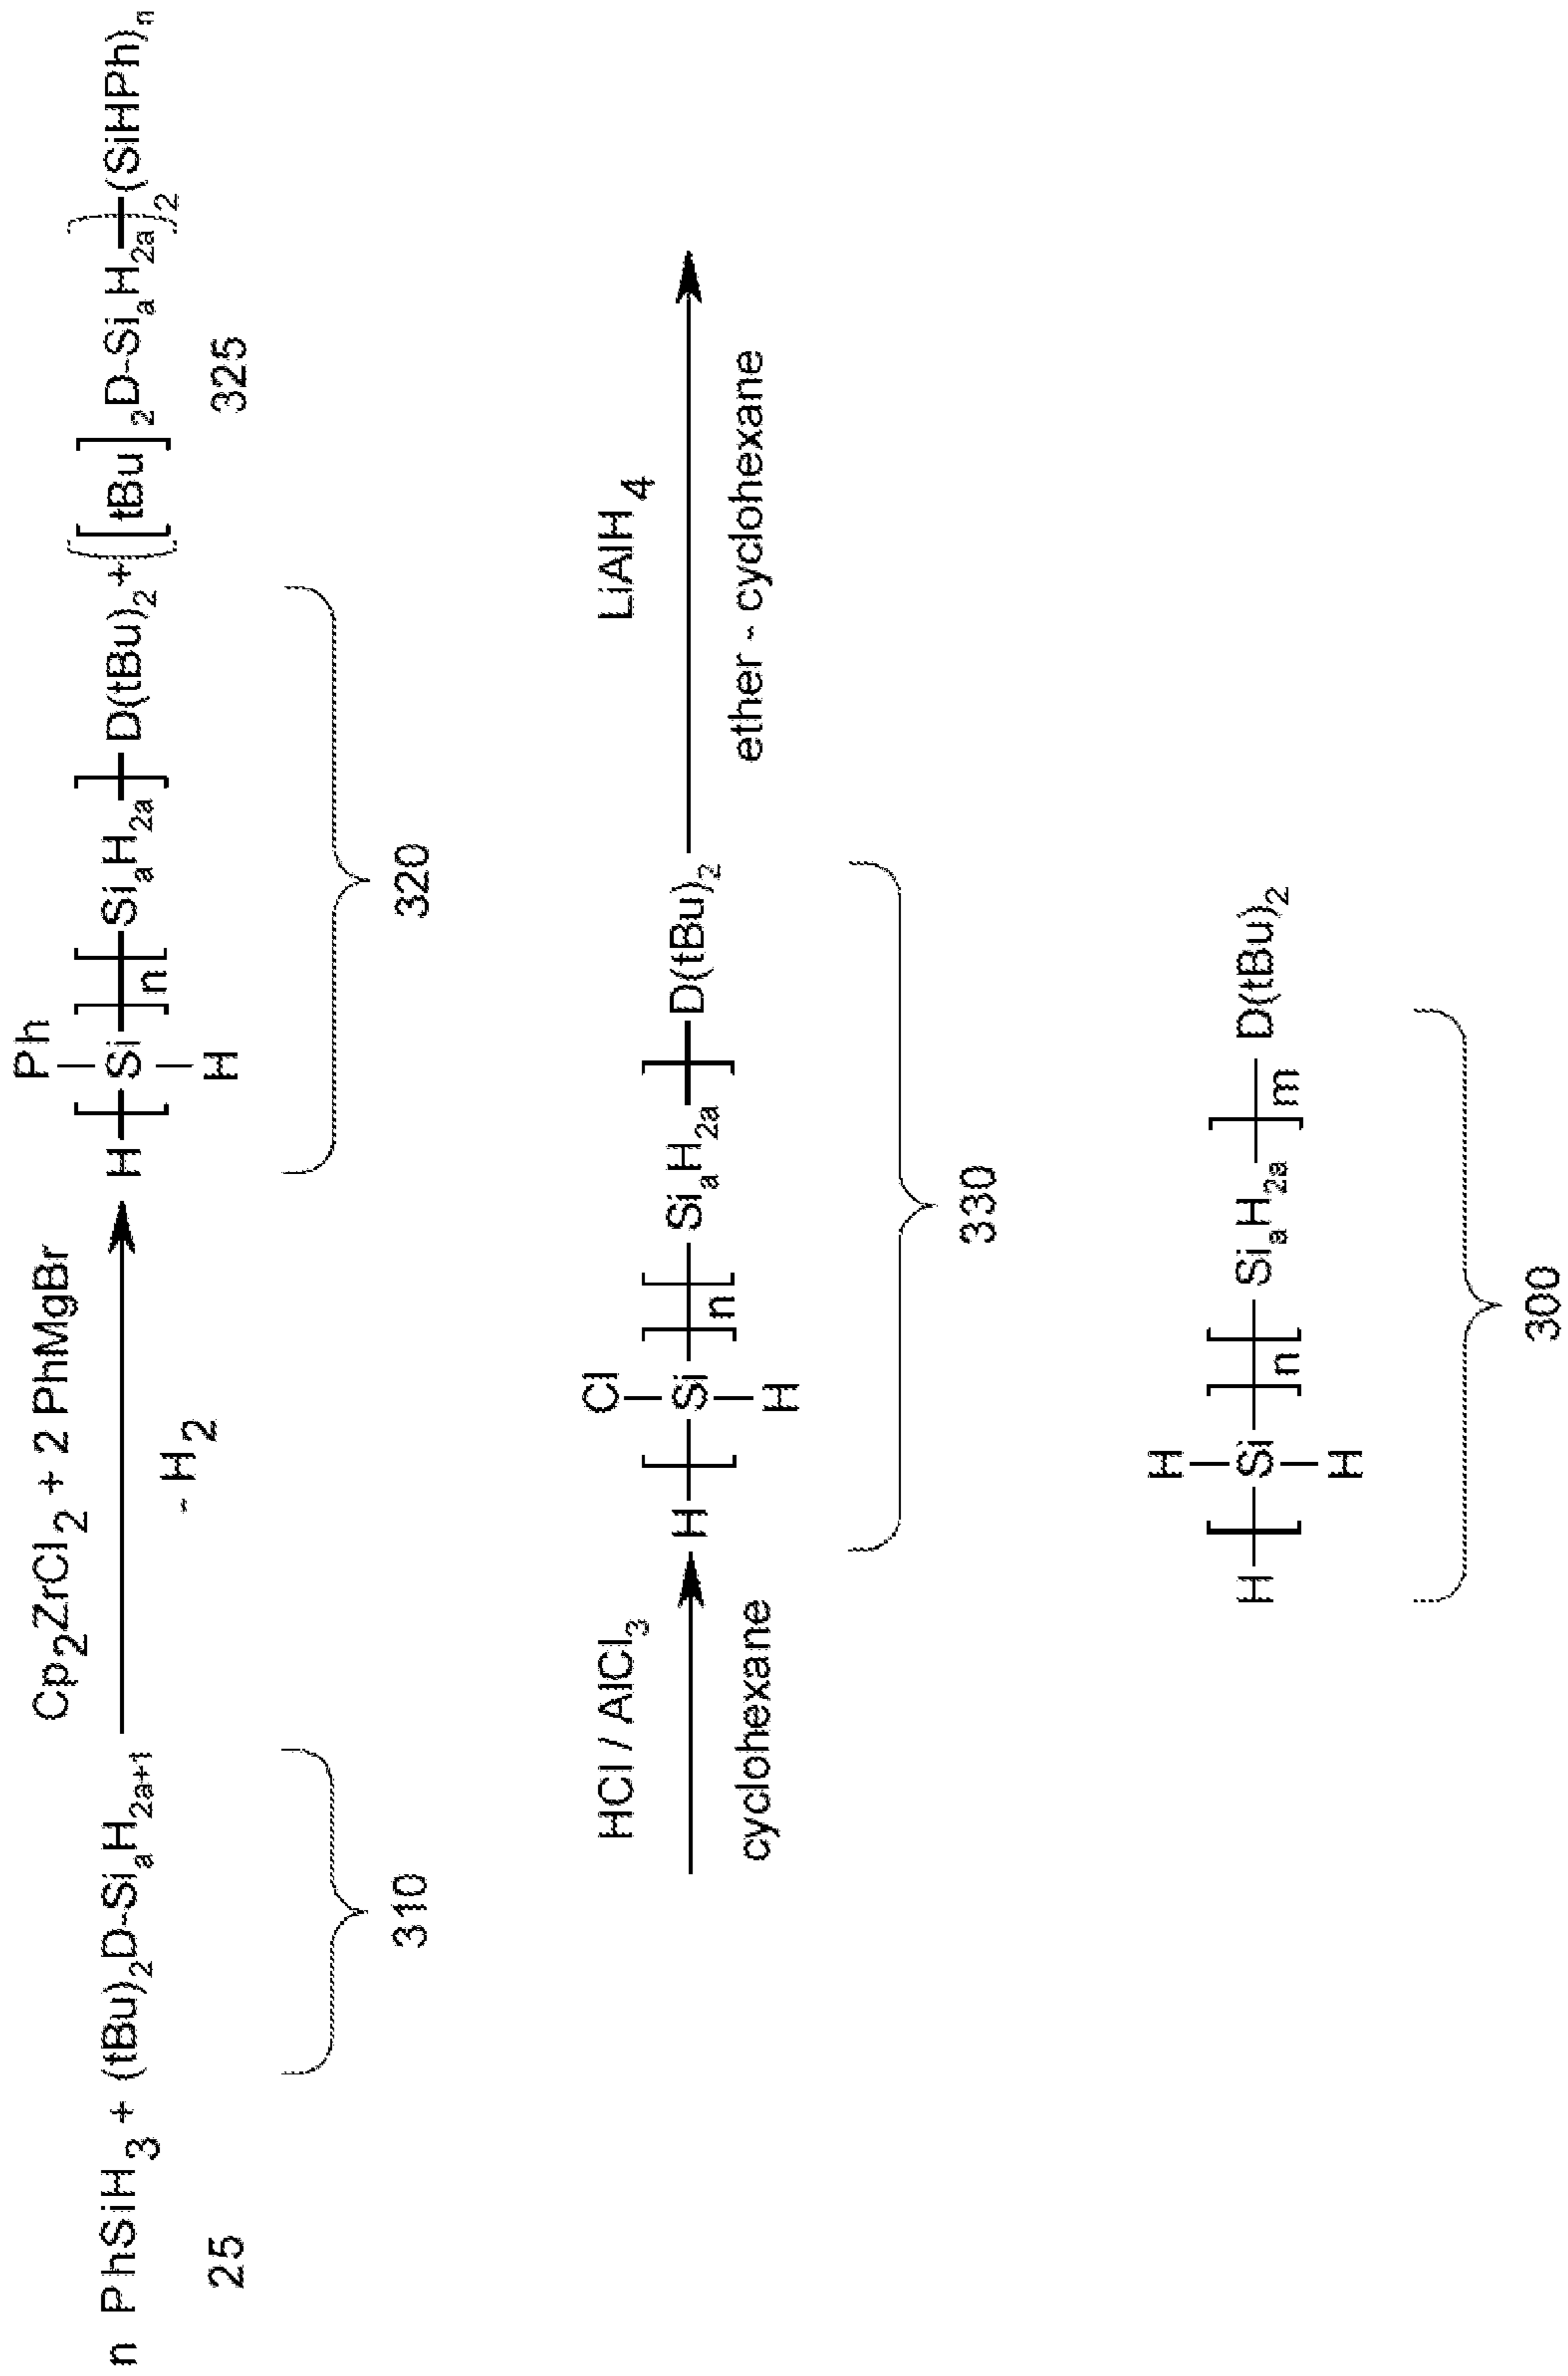 n PhSiH3 + (tBu)2D-SiaH2a+1
25
310
Cp2ZrCl2 + 2 PhMgBr
- H2
Ph
H [ Si ] n [ SiaH2a ] D(tBu)2 + ( [ tBu ] 2D-SiaH2a )2 (SiHPh)n
H
320
325
HCl / AlCl3
cyclohexane
Cl
H [ Si ] n [ SiaH2a ] D(tBu)2
H
330
LiAlH4
ether - cyclohexane
H
H [ Si ] n [ SiaH2a ] m D(tBu)2
H
300